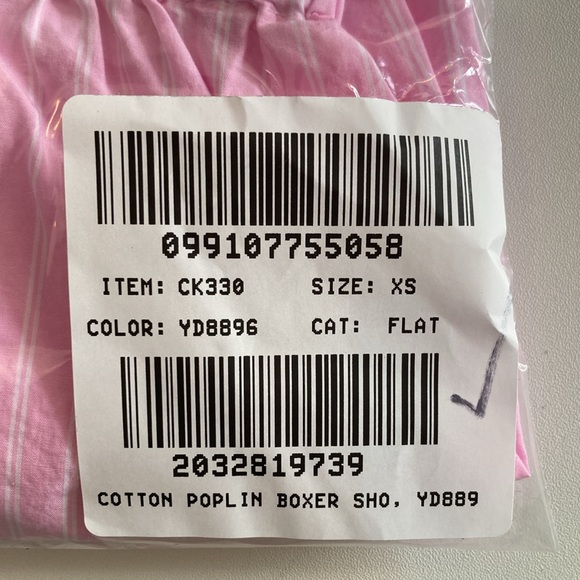 099107755058
ITEM: CK330 SIZE: XS
COLOR: YD8896 CAT: FLAT
2032819739
COTTON POPLIN BOXER SHO, YD889